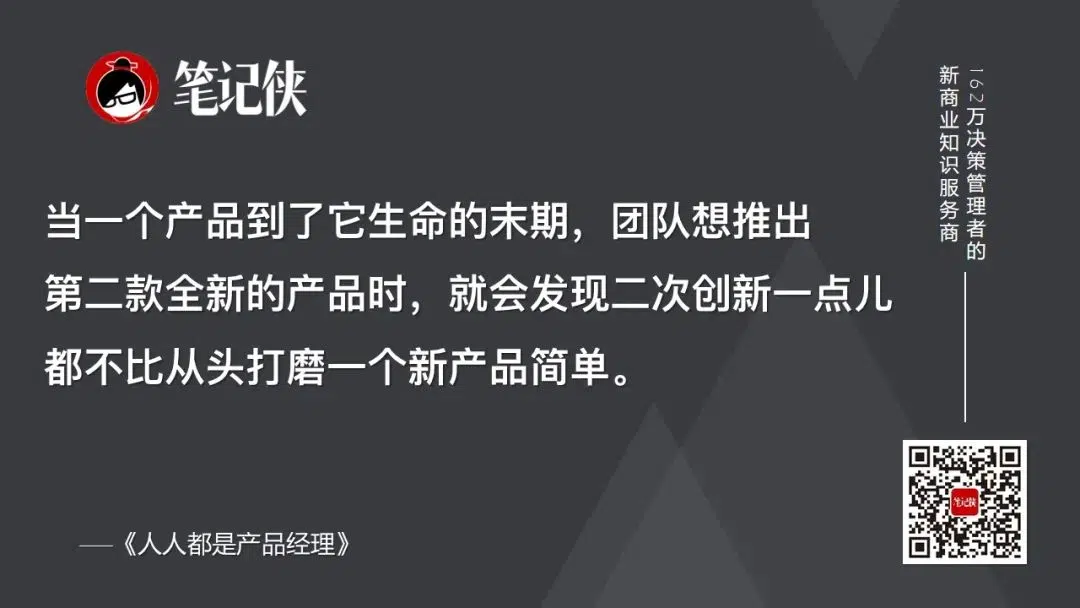 笔记侠
162万决策管理者的
新商业知识服务商
当一个产品到了它生命的末期，团队想推出
第二款全新的产品时，就会发现二次创新一点儿
都不比从头打磨一个新产品简单。
——《人人都是产品经理》
笔记侠